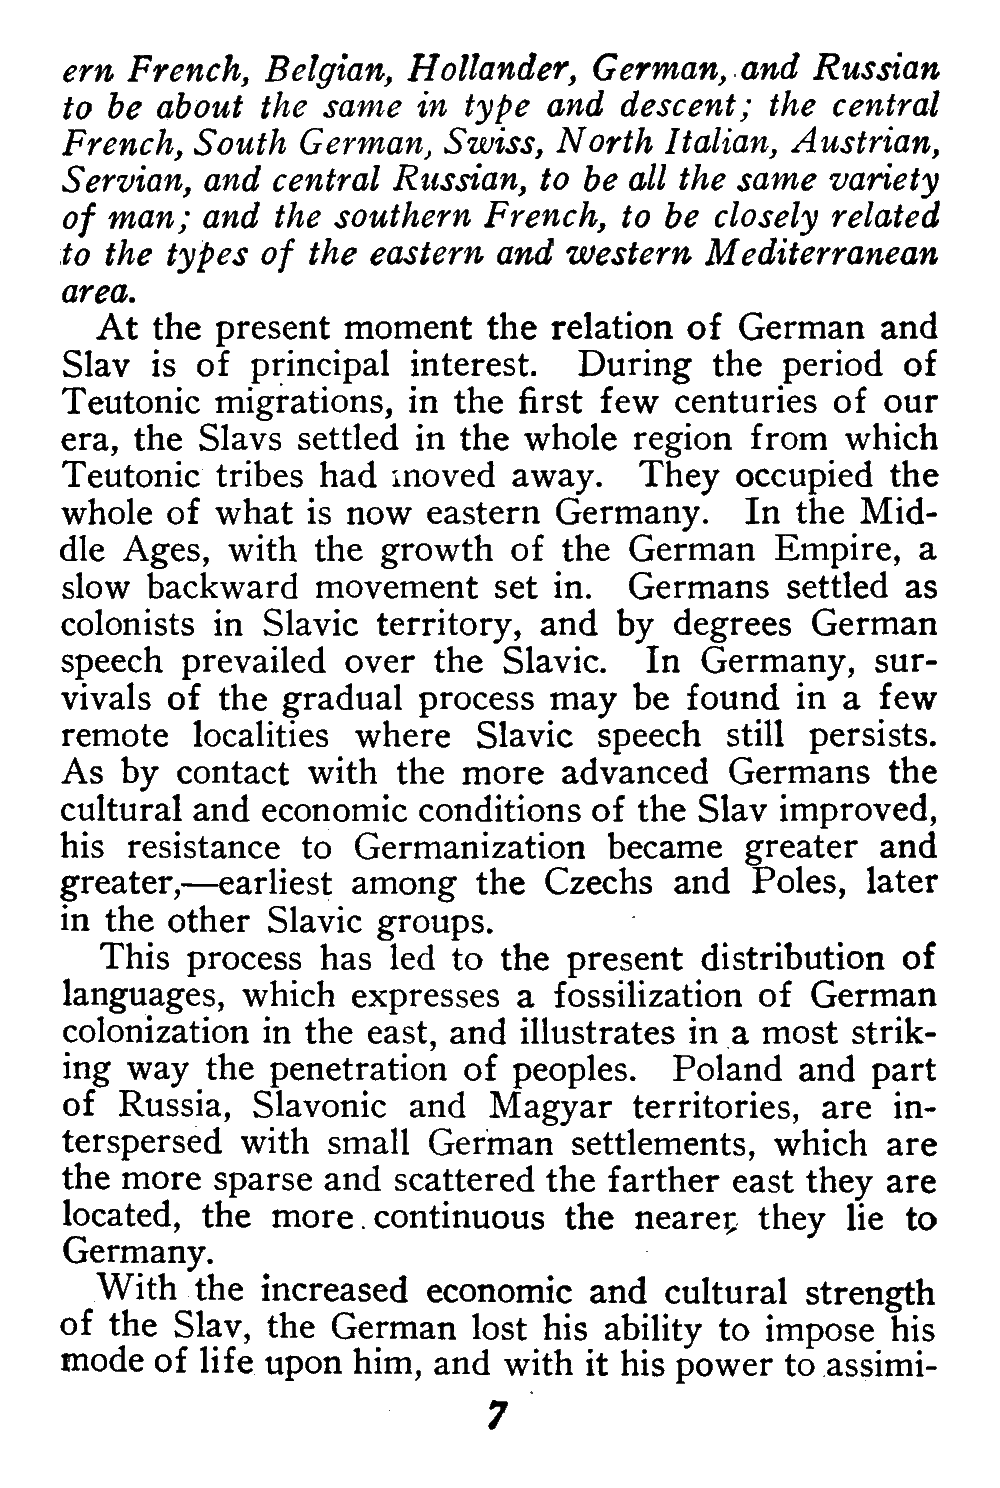 ern French, Belgian, Hollander, German, and Russian
to be about the same in type and descent; the central
French, South German, Swiss, North Italian, Austrian,
Servian, and central Russian, to be all the same variety
of man; and the southern French, to be closely related
to the types of the eastern and western Mediterranean
area.
At the present moment the relation of German and
Slav is of principal interest. During the period of
Teutonic migrations, in the first few centuries of our
era, the Slavs settled in the whole region from which
Teutonic tribes had moved away. They occupied the
whole of what is now eastern Germany. In the Mid-
dle Ages, with the growth of the German Empire, a
slow backward movement set in. Germans settled as
colonists in Slavic territory, and by degrees German
speech prevailed over the Slavic. In Germany, sur-
vivals of the gradual process may be found in a few
remote localities where Slavic speech still persists.
As by contact with the more advanced Germans the
cultural and economic conditions of the Slav improved,
his resistance to Germanization became greater and
greater,—earliest among the Czechs and Poles, later
in the other Slavic groups.
This process has led to the present distribution of
languages, which expresses a fossilization of German
colonization in the east, and illustrates in a most strik-
ing way the penetration of peoples. Poland and part
of Russia, Slavonic and Magyar territories, are in-
terspersed with small German settlements, which are
the more sparse and scattered the farther east they are
located, the more continuous the nearer they lie to
Germany.
With the increased economic and cultural strength
of the Slav, the German lost his ability to impose his
mode of life upon him, and with it his power to assimi-
7